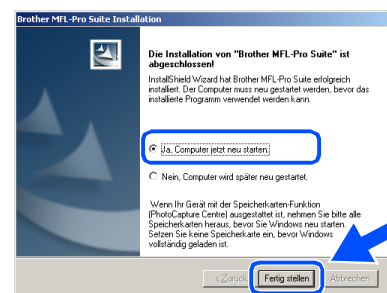 Brother MFL-Pro Suite Installation
Die Installation von "Brother MFL-Pro Suite" ist
abgeschlossen!
InstallShield Wizard hat Brother MFL-Pro Suite erfolgreich
installiert. Der Computer muss neu gestartet werden, bevor das
installierte Programm verwendet werden kann.
Ja, Computer jetzt neu starten.
Nein, Computer wird später neu gestartet.
Wenn Ihr Gerät mit der Speicherkarten-Funktion
(PhotoCapture Centre) ausgestattet ist, nehmen Sie bitte alle
Speicherkarten heraus, bevor Sie Windows neu starten.
Setzen Sie keine Speicherkarte ein, bevor Windows
vollständig geladen ist.
< Zurück Fertig stellen Abbrechen